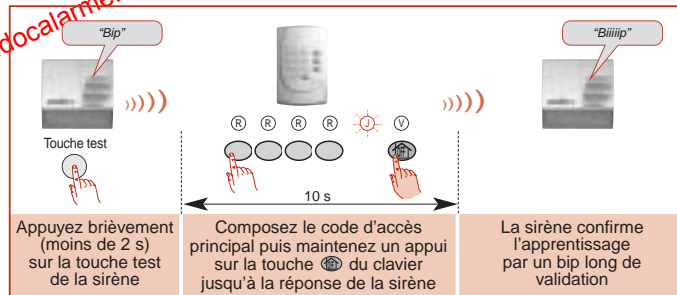 docalarme
"Bip"
"Biiiiip"
R R R R J V
Touche test
10 s
Appuyez brièvement
(moins de 2 s)
sur la touche test
de la sirène
Composez le code d'accès
principal puis maintenez un appui
sur la touche du clavier
jusqu'à la réponse de la sirène
La sirène confirme
l'apprentissage
par un bip long de
validation